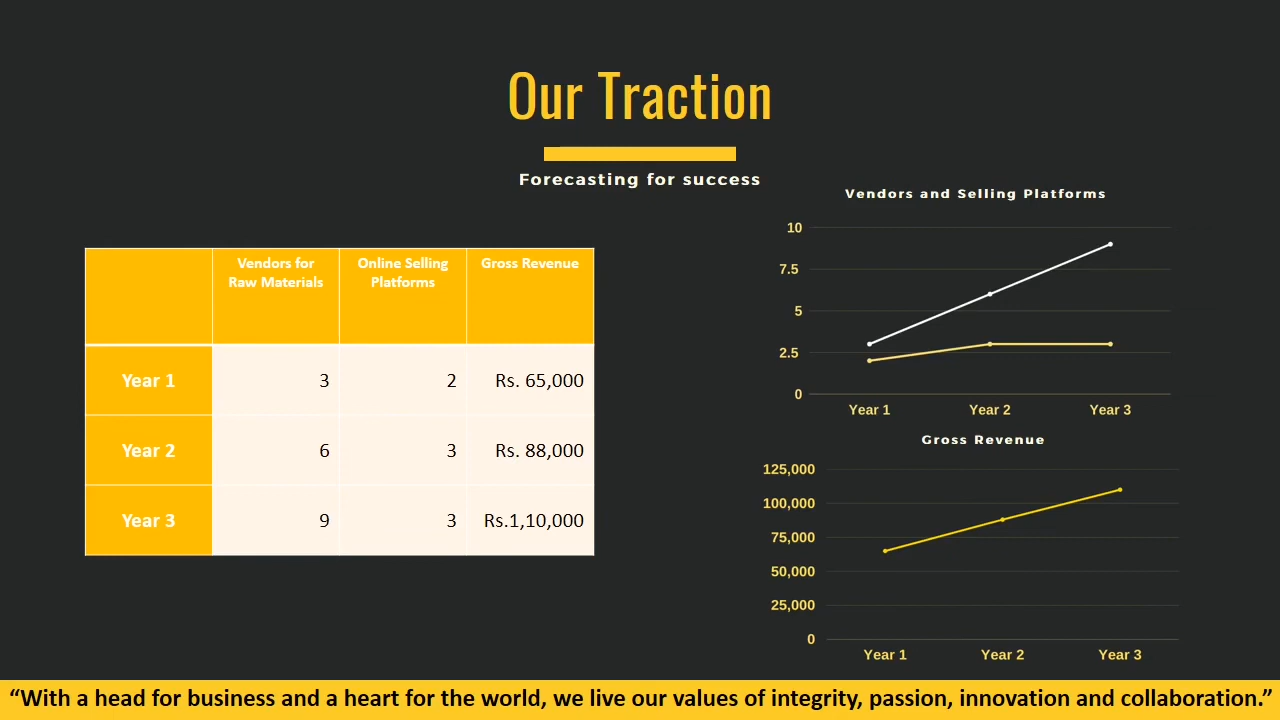 Our Traction
Forecasting for success
Vendors for Raw Materials
Online Selling Platforms
Gross Revenue
Year 1 3 2 Rs. 65,000
Year 2 6 3 Rs. 88,000
Year 3 9 3 Rs.1,10,000
Vendors and Selling Platforms
10
7.5
5
2.5
0
Year 1 Year 2 Year 3
Gross Revenue
125,000
100,000
75,000
50,000
25,000
0
Year 1 Year 2 Year 3
“With a head for business and a heart for the world, we live our values of integrity, passion, innovation and collaboration.”